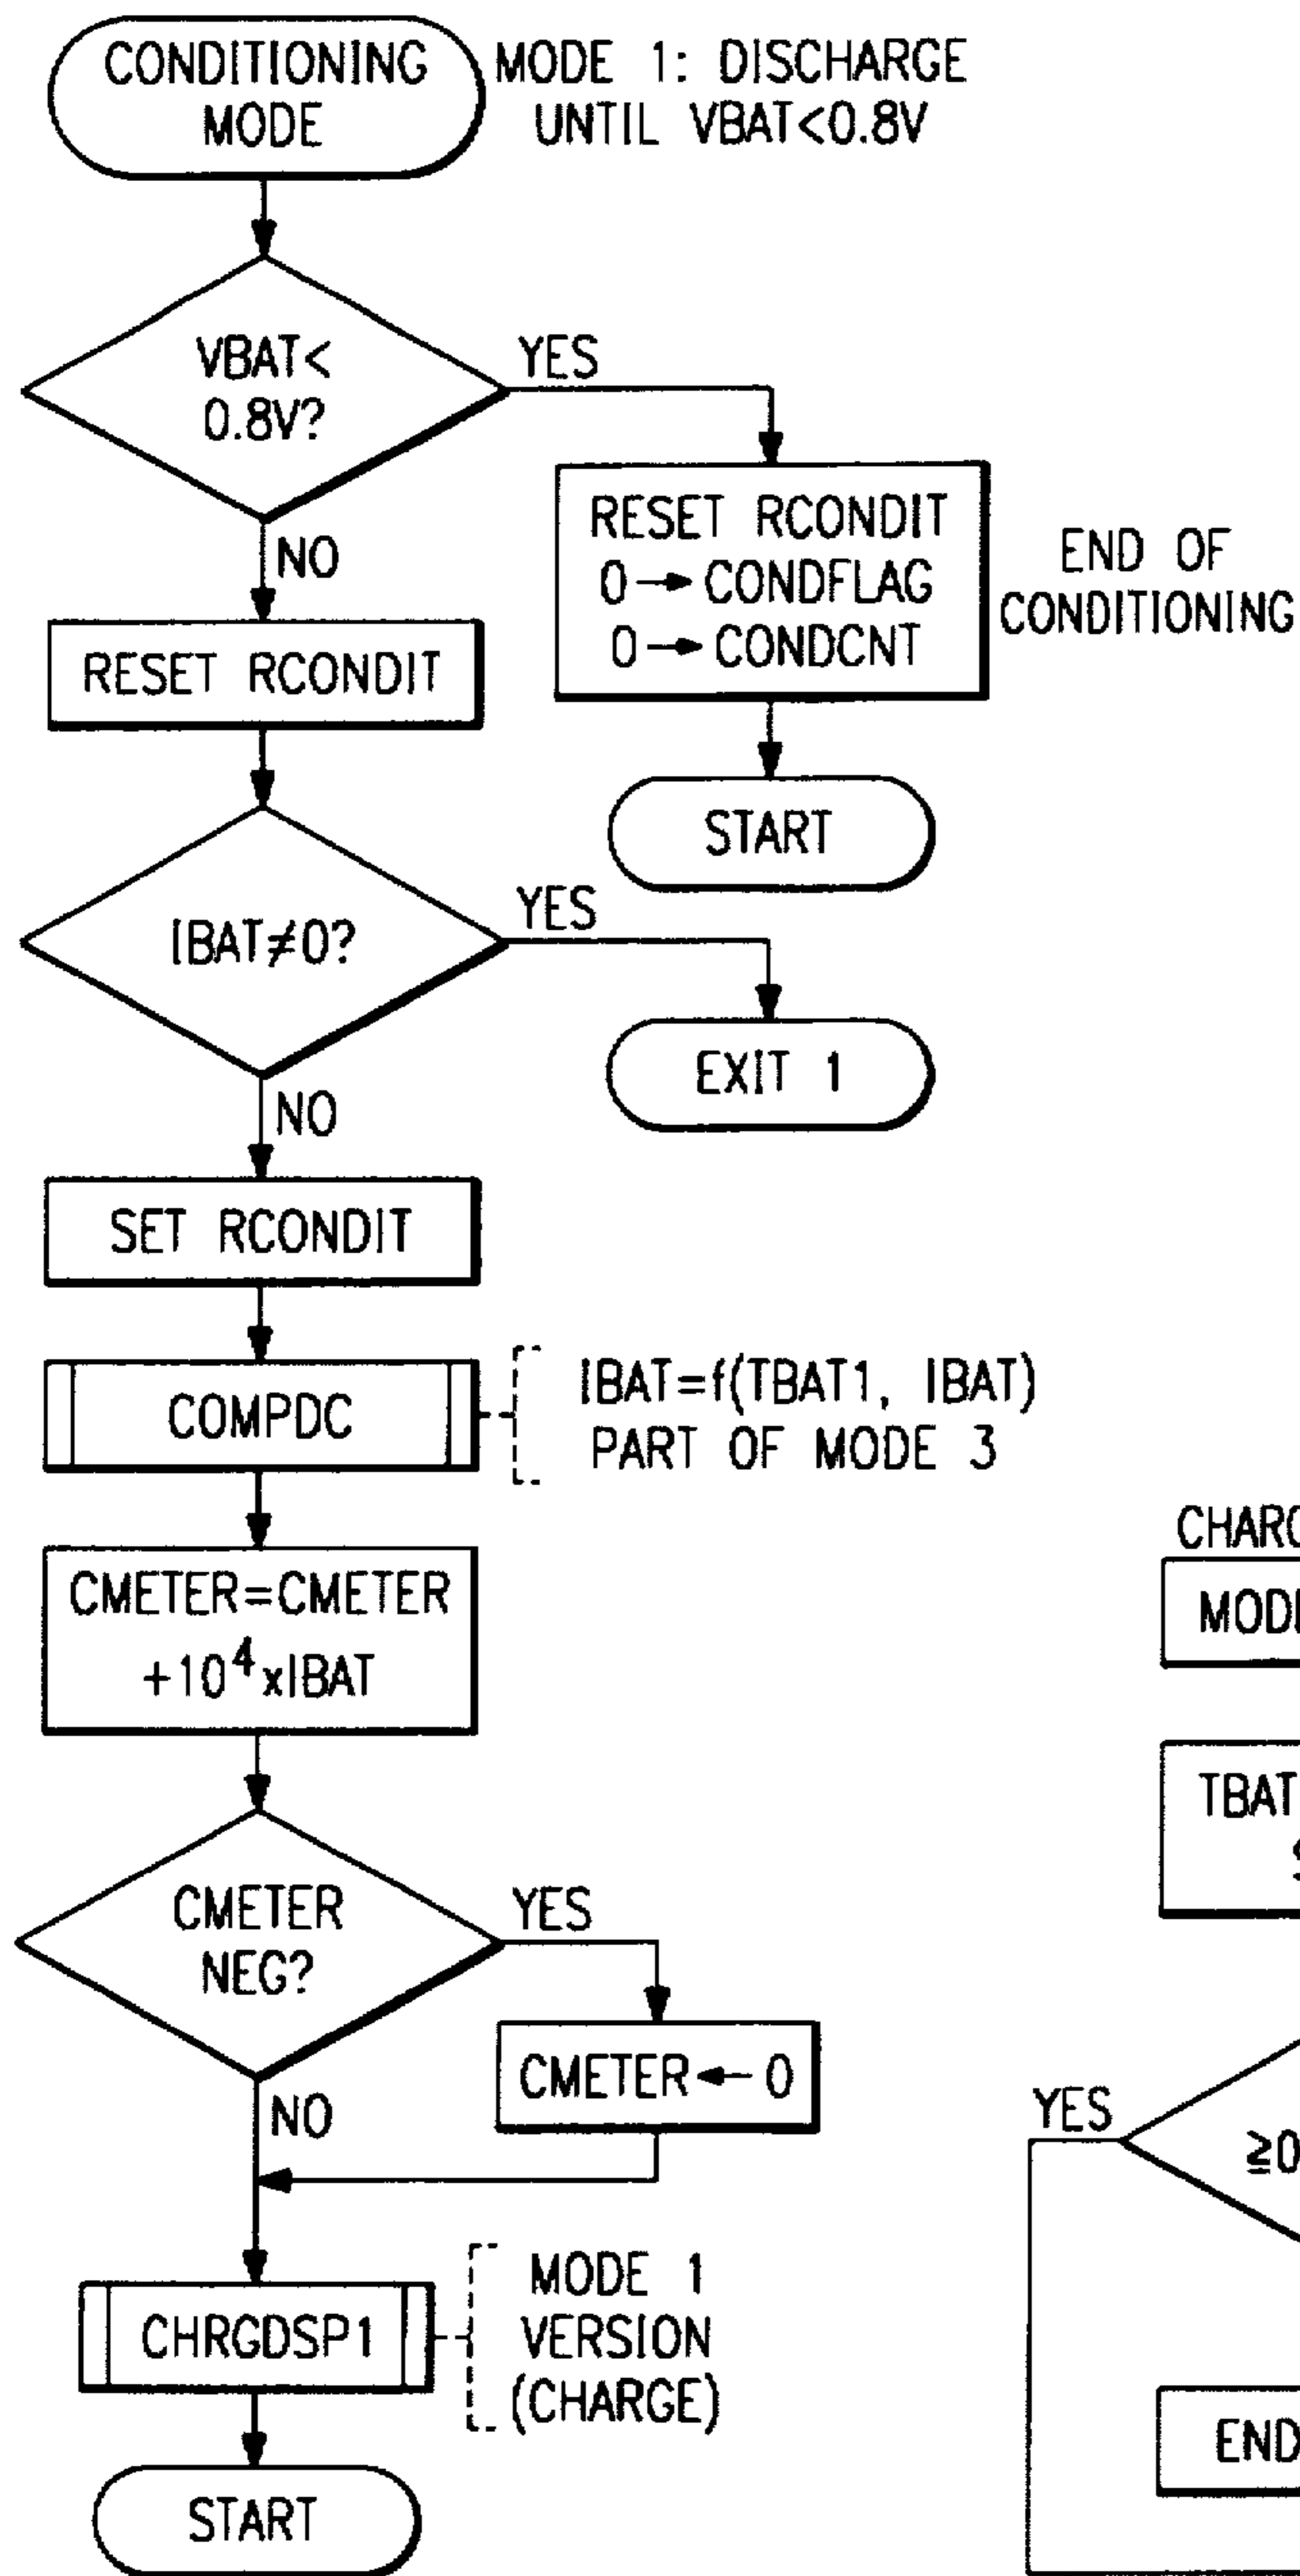 CONDITIONING
MODE
MODE 1: DISCHARGE
UNTIL VBAT<0.8V
VBAT<
0.8V?
YES
NO
RESET RCONDIT
0→CONDFLAG
0→CONDCNT
END OF
CONDITIONING
RESET RCONDIT
START
IBAT≠0?
YES
EXIT 1
NO
SET RCONDIT
COMPDC
IBAT=f(TBAT1, IBAT)
PART OF MODE 3
CMETER=CMETER
+10⁴xIBAT
CMETER
NEG?
YES
CMETER←0
NO
CHRGDSP1
MODE 1
VERSION
(CHARGE)
START
TBAT
YES
≧0
END